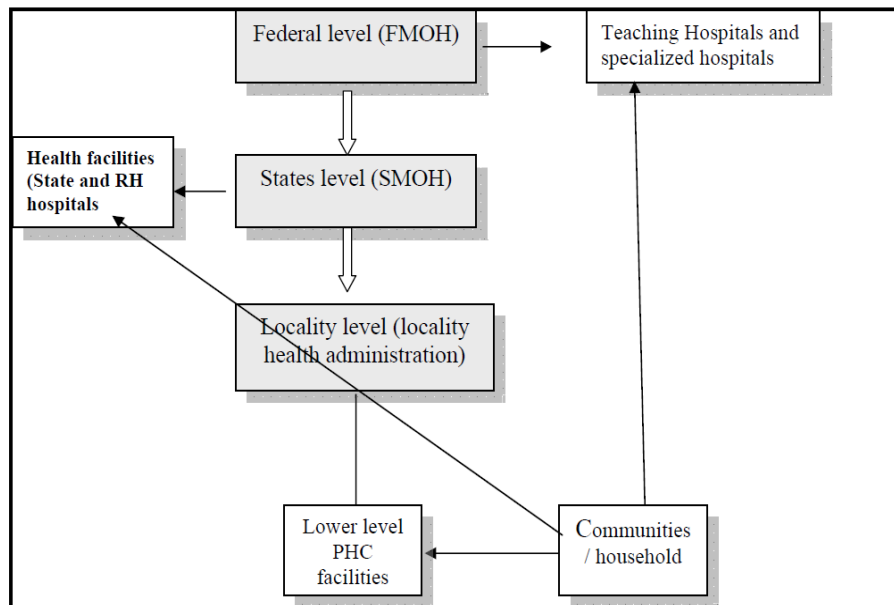 Federal level (FMOH)
Teaching Hospitals and
specialized hospitals
Health facilities
(State and RH
hospitals
States level (SMOH)
Locality level (locality
health administration)
Lower level
PHC
facilities
Communities
/ household